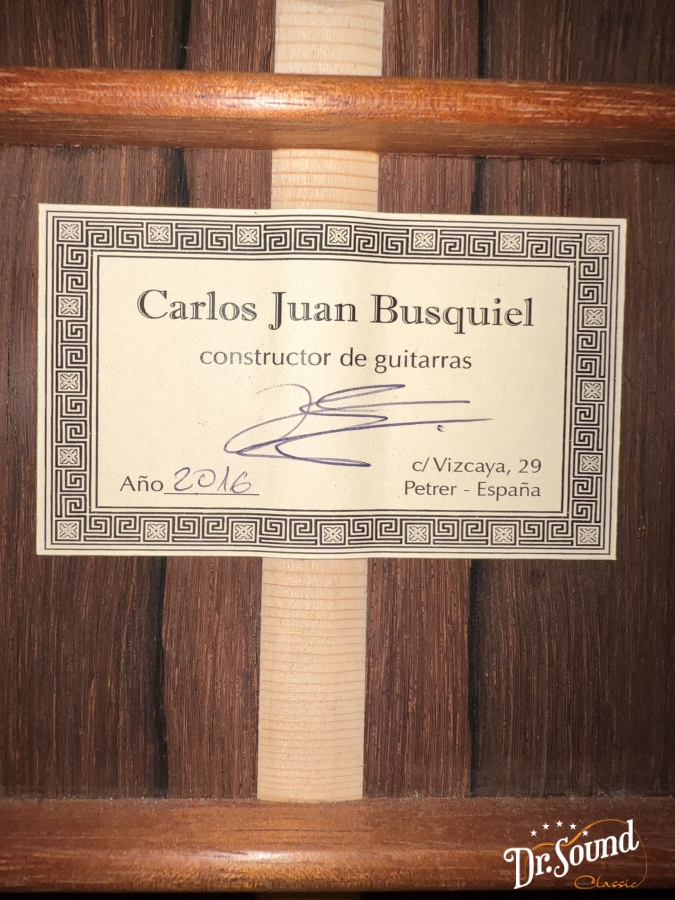 Carlos Juan Busquiel
constructor de guitarras
c/ Vizcaya, 29
Año 2016
Petrer - España
Dr. Sound
Classic